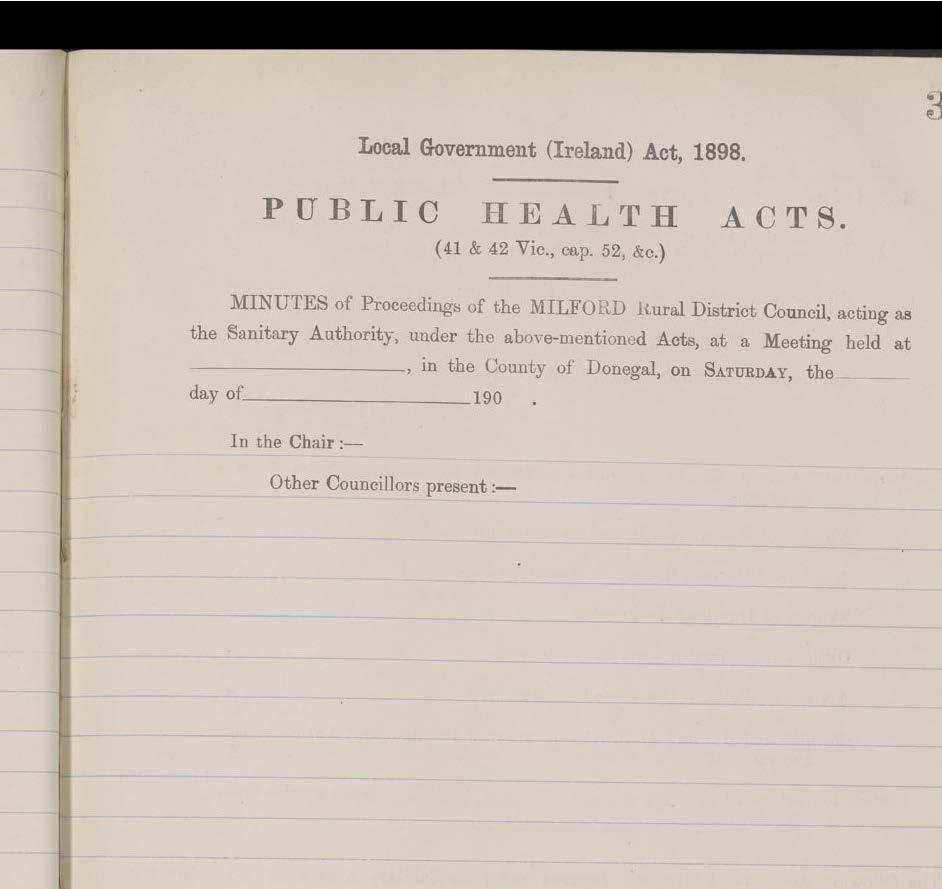 3
Local Government (Ireland) Act, 1898.
PUBLIC HEALTH ACTS.
(41 & 42 Vic., cap. 52, &c.)
MINUTES of Proceedings of the MILFORD Rural District Council, acting as
the Sanitary Authority, under the above-mentioned Acts, at a Meeting held at
, in the County of Donegal, on SATURDAY, the
day of 190 .
In the Chair :—
Other Councillors present :—